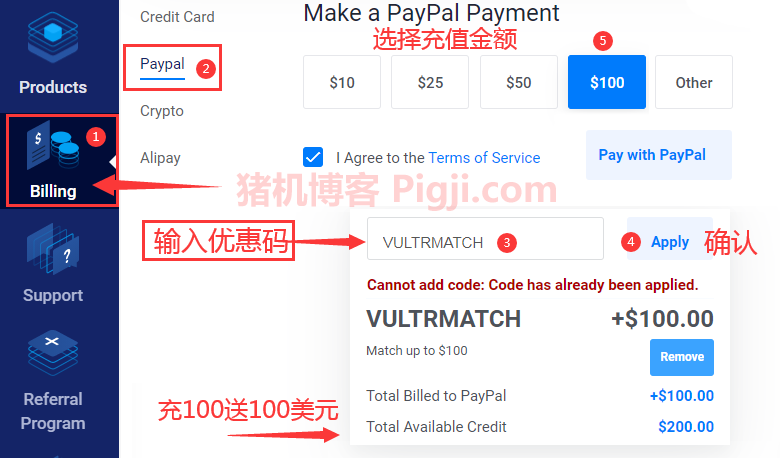 Products
1
$
Billing
?
Support
Referral
Program
Credit Card
Paypal 2
Crypto
Alipay
Make a PayPal Payment
选择充值金额 5
$10 $25 $50 $100 Other
I Agree to the Terms of Service
Pay with PayPal
猪机博客 Pigji.com
输入优惠码
VULTRMATCH 3
4 Apply 确认
Cannot add code: Code has already been applied.
VULTRMATCH +$100.00
Match up to $100
Remove
Total Billed to PayPal +$100.00
充100送100美元
Total Available Credit $200.00